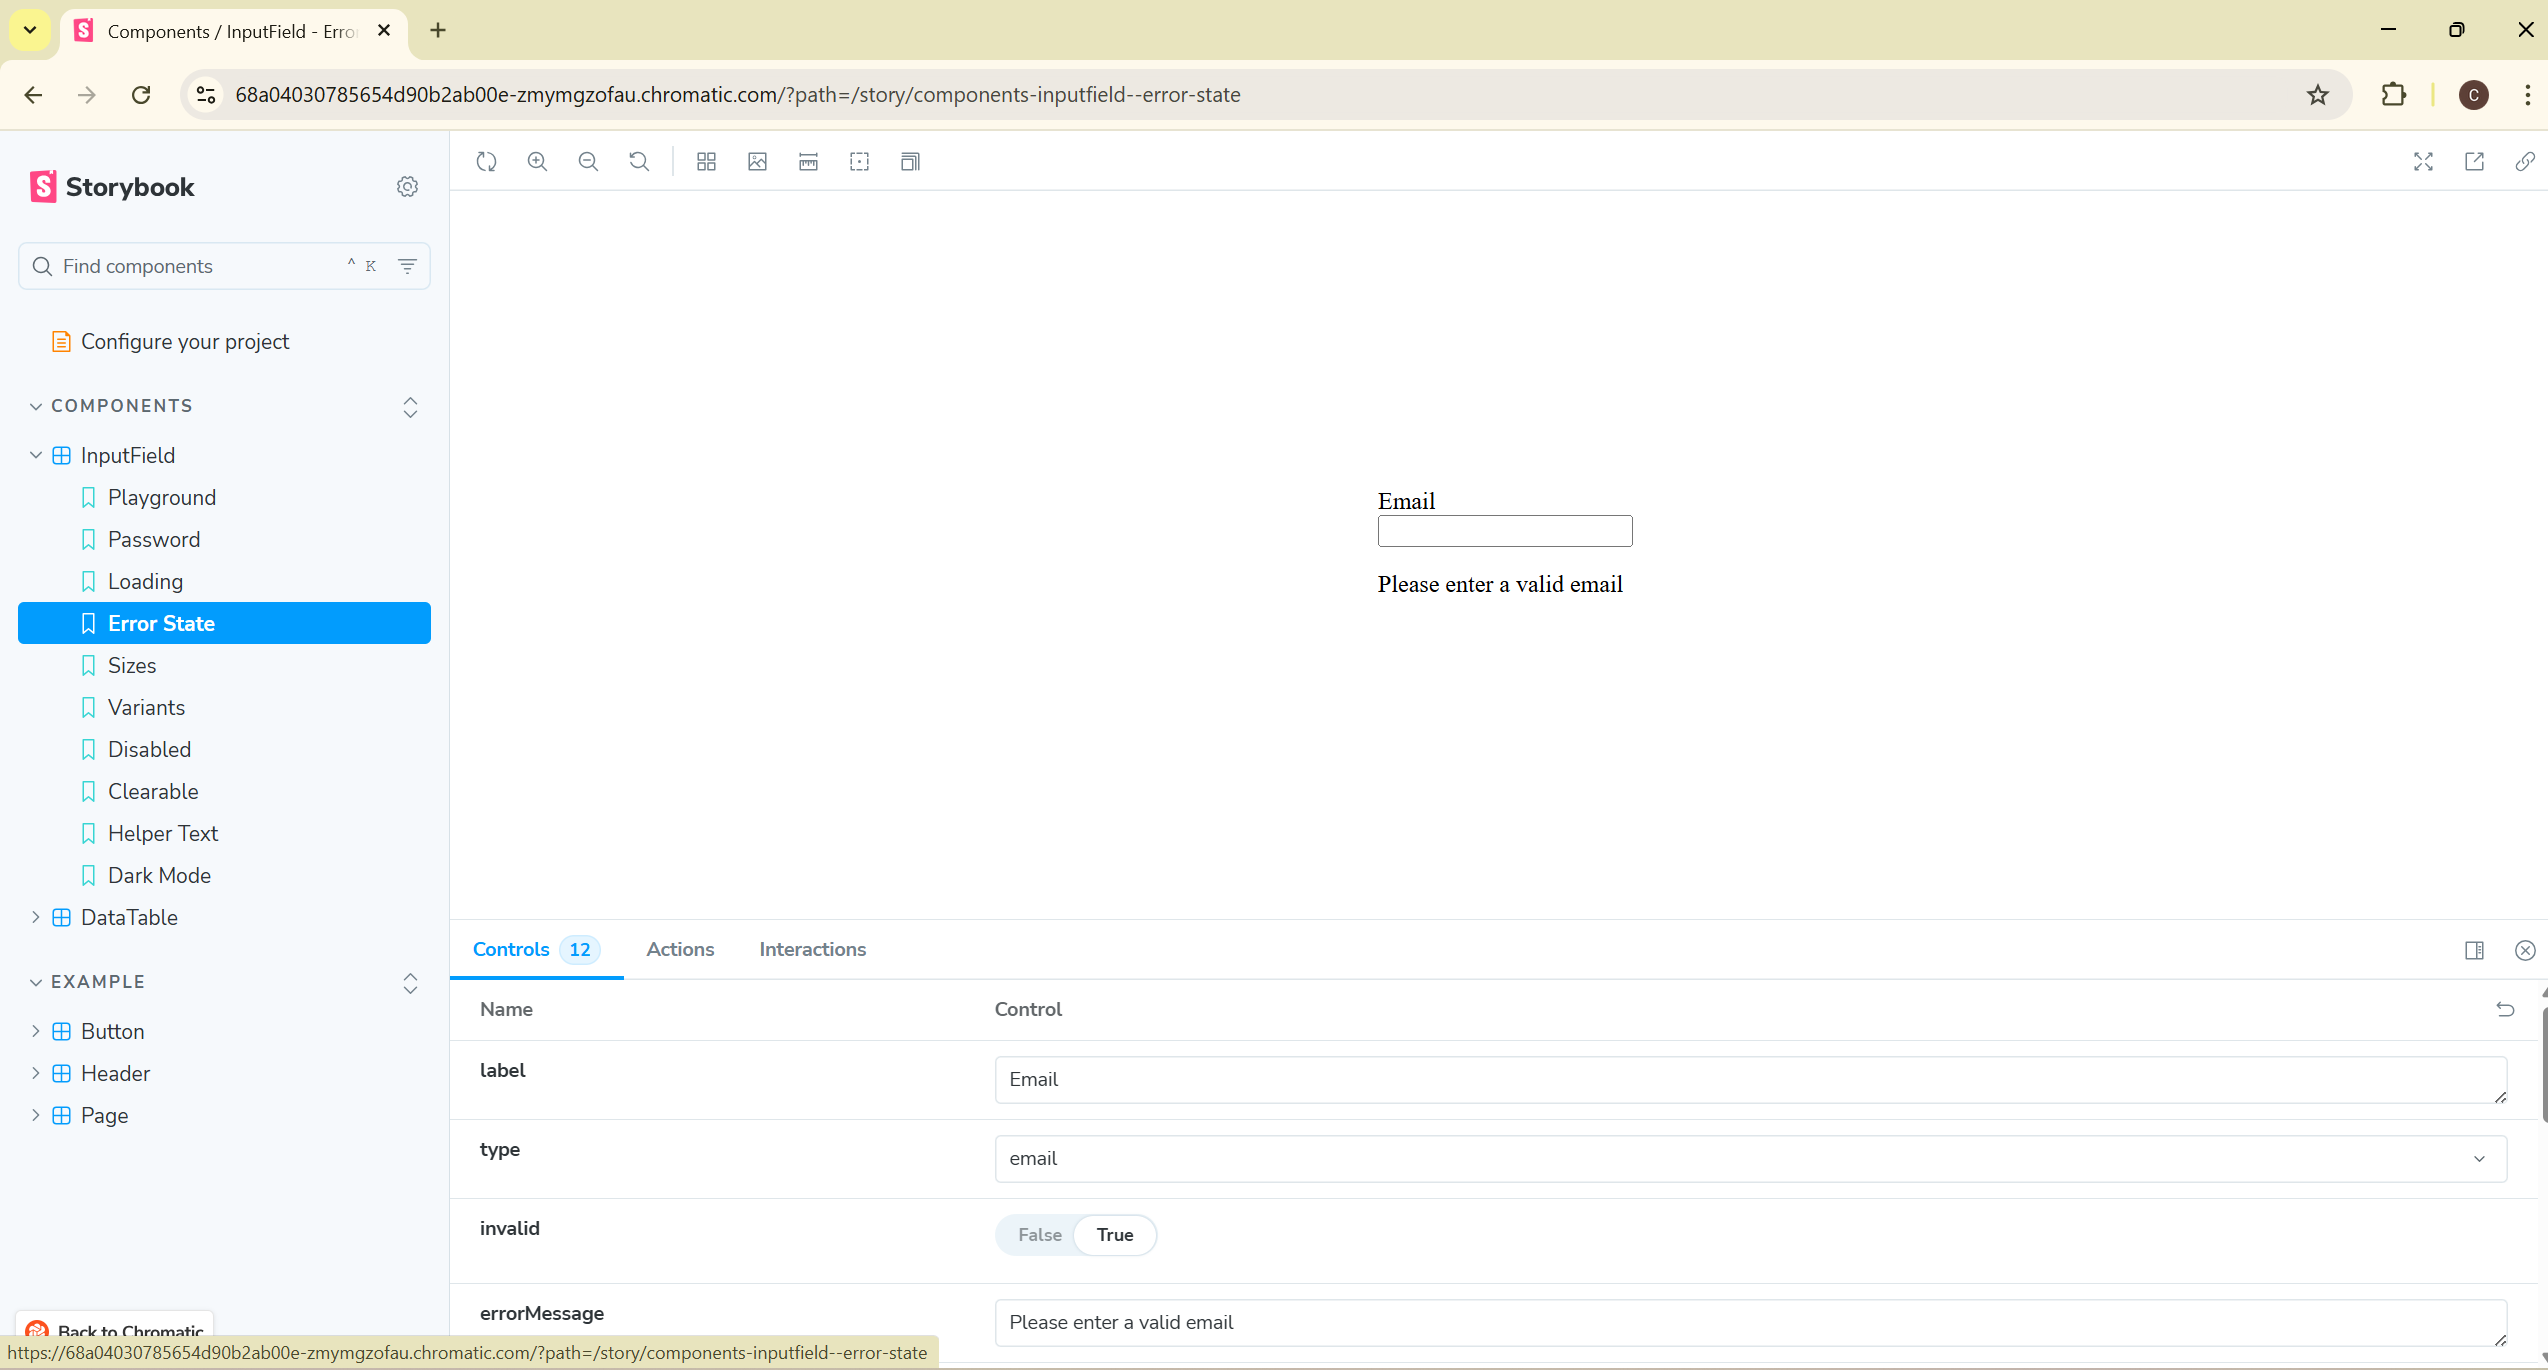 Components / InputField - Erro
68a04030785654d90b2ab00e-zmymgzofau.chromatic.com/?path=/story/components-inputfield--error-state
C
Storybook
Find components ^ K
Configure your project
COMPONENTS
InputField
Playground
Password
Loading
Error State
Sizes
Variants
Disabled
Clearable
Helper Text
Dark Mode
DataTable
EXAMPLE
Button
Header
Page
Back to Chromatic
https://68a04030785654d90b2ab00e-zmymgzofau.chromatic.com/?path=/story/components-inputfield--error-state
Email
Please enter a valid email
Controls 12 Actions Interactions
Name Control
label Email
type email
invalid False True
errorMessage Please enter a valid email